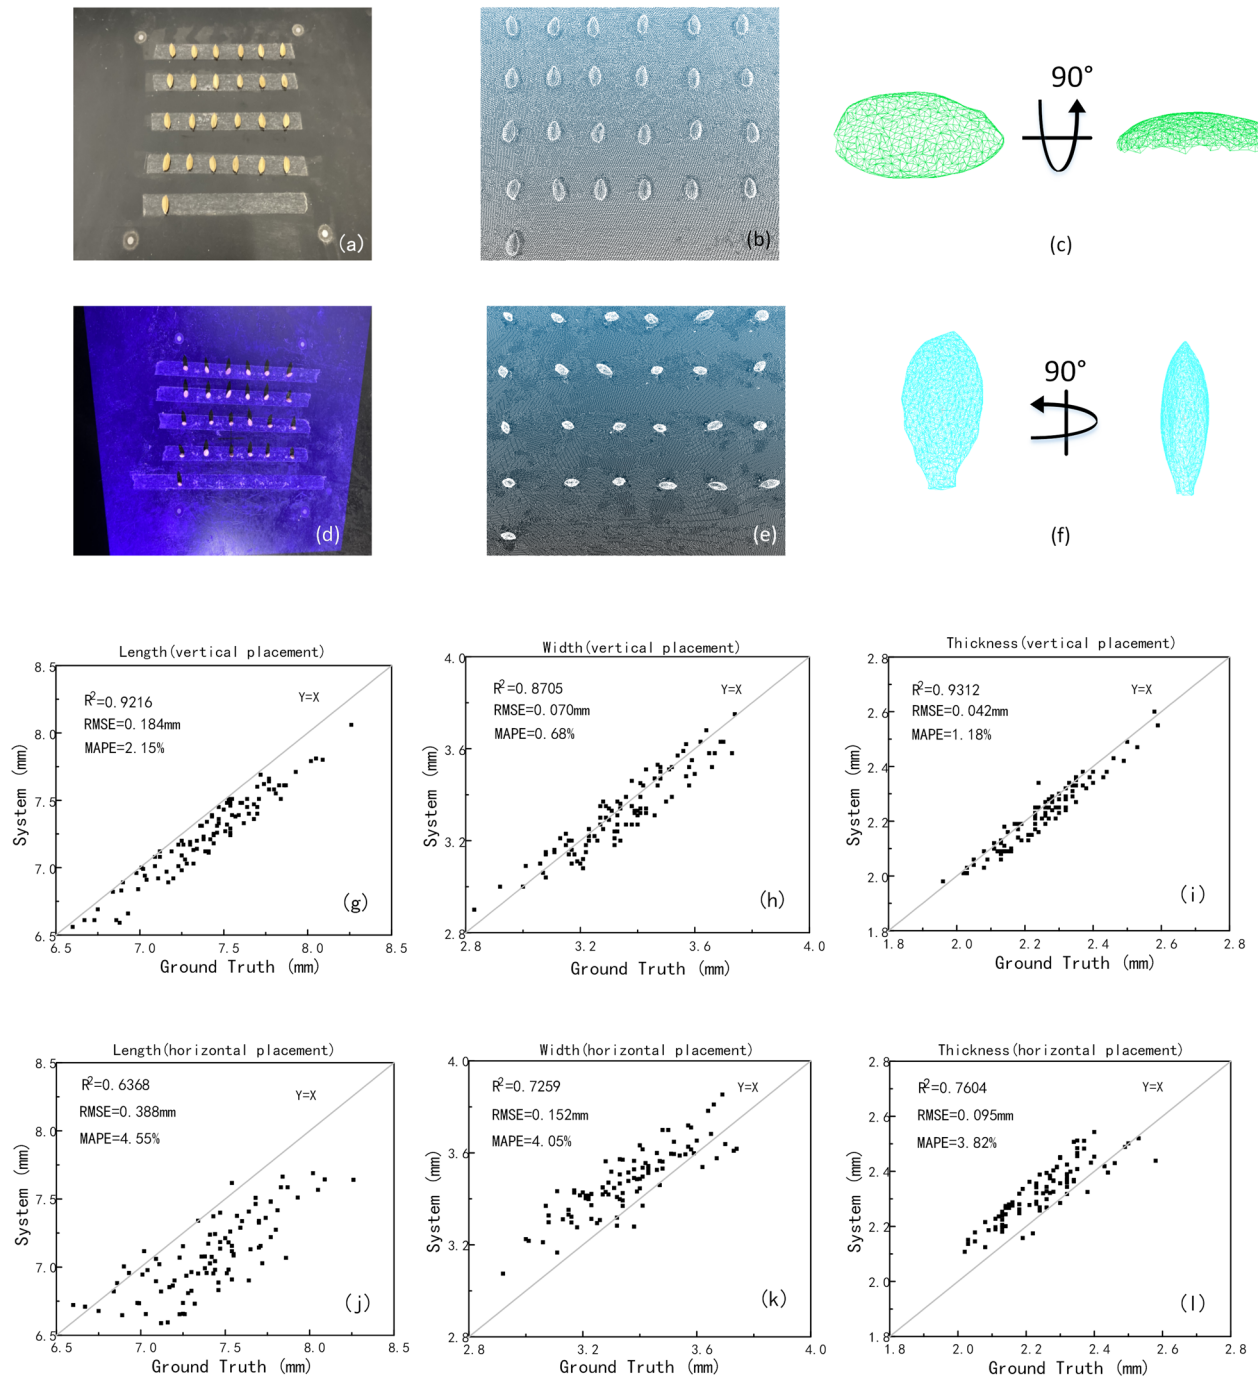 (a)
(b)
90°
(c)
(d)
(e)
90°
(f)
Length(vertical placement)
R²=0.9216
RMSE=0.184mm
MAPE=2.15%
Y=X
(g)
8.5
8.0
7.5
7.0
6.5
6.5 7.0 7.5 8.0 8.5
System (mm)
Ground Truth (mm)
Width(vertical placement)
R²=0.8705
RMSE=0.070mm
MAPE=0.68%
Y=X
(h)
4.0
3.6
3.2
2.8
2.8 3.2 3.6 4.0
System (mm)
Ground Truth (mm)
Thickness(vertical placement)
R²=0.9312
RMSE=0.042mm
MAPE=1.18%
Y=X
(i)
2.8
2.6
2.4
2.2
2.0
1.8
1.8 2.0 2.2 2.4 2.6 2.8
System (mm)
Ground Truth (mm)
Length(horizontal placement)
R²=0.6368
RMSE=0.388mm
MAPE=4.55%
Y=X
(j)
8.5
8.0
7.5
7.0
6.5
6.5 7.0 7.5 8.0 8.5
System (mm)
Ground Truth (mm)
Width(horizontal placement)
R²=0.7259
RMSE=0.152mm
MAPE=4.05%
Y=X
(k)
4.0
3.6
3.2
2.8
2.8 3.2 3.6 4.0
System (mm)
Ground Truth (mm)
Thickness(horizontal placement)
R²=0.7604
RMSE=0.095mm
MAPE=3.82%
Y=X
(l)
2.8
2.6
2.4
2.2
2.0
1.8
1.8 2.0 2.2 2.4 2.6 2.8
System (mm)
Ground Truth (mm)